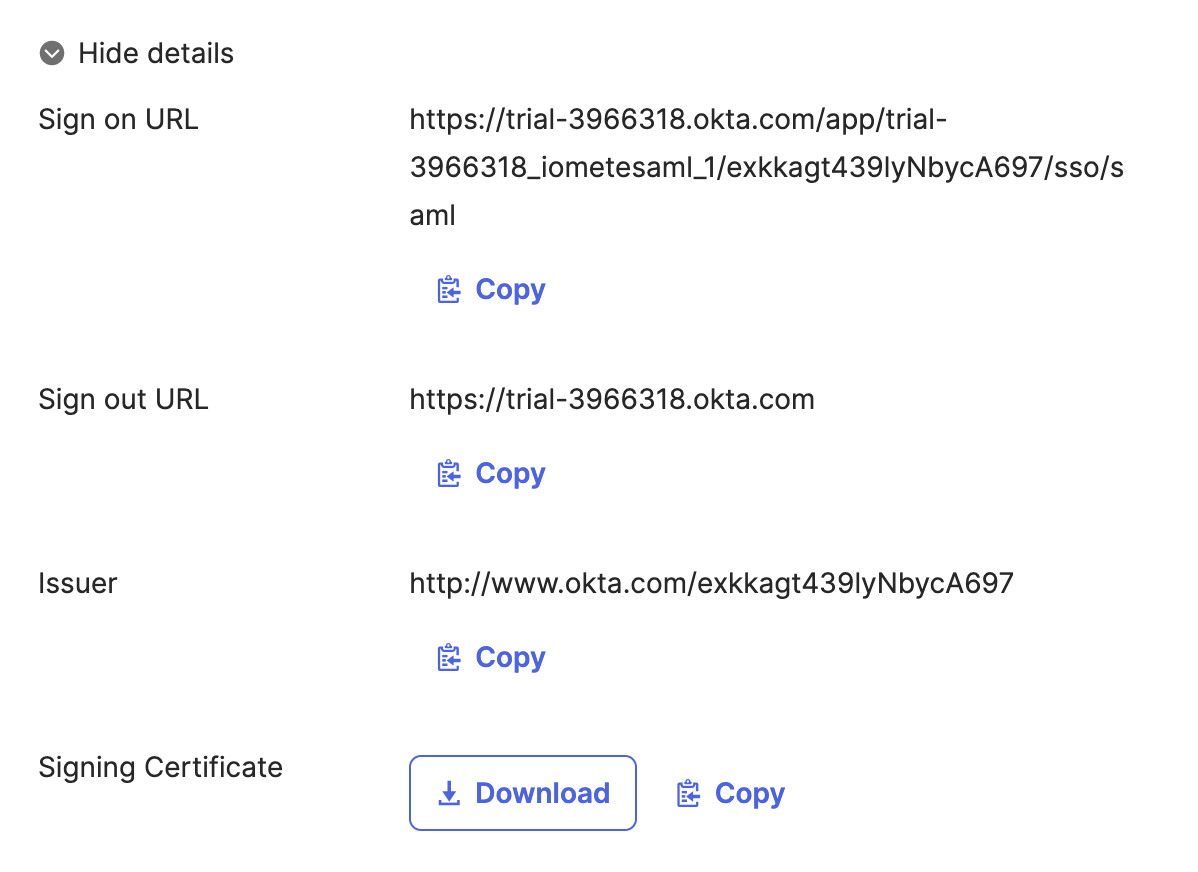 Hide details
Sign on URL
https://trial-3966318.okta.com/app/trial-
3966318_iometesaml_1/exkkagt439lyNbycA697/sso/s
aml
Copy
Sign out URL
https://trial-3966318.okta.com
Copy
Issuer
http://www.okta.com/exkkagt439lyNbycA697
Copy
Signing Certificate
Download
Copy